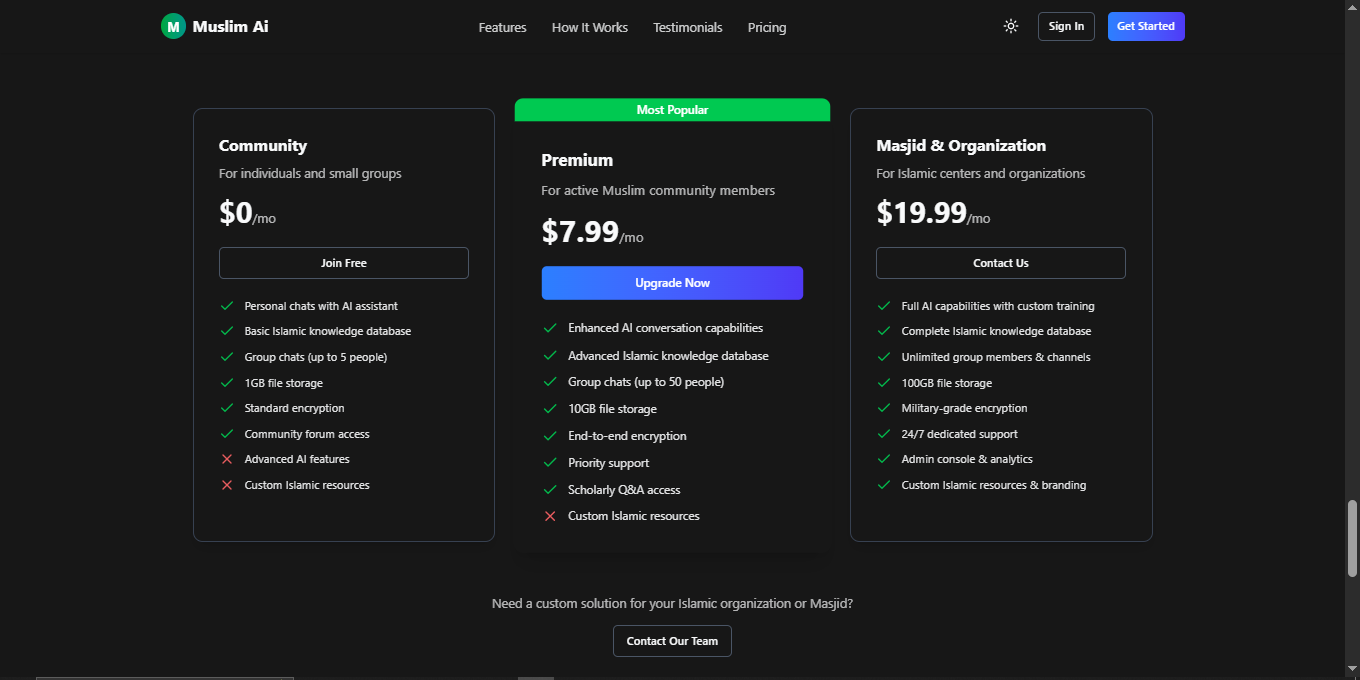 M Muslim Ai
Features
How It Works
Testimonials
Pricing
Sign In
Get Started
Community
For individuals and small groups
$0/mo
Join Free
Personal chats with AI assistant
Basic Islamic knowledge database
Group chats (up to 5 people)
1GB file storage
Standard encryption
Community forum access
Advanced AI features
Custom Islamic resources
Most Popular
Premium
For active Muslim community members
$7.99/mo
Upgrade Now
Enhanced AI conversation capabilities
Advanced Islamic knowledge database
Group chats (up to 50 people)
10GB file storage
End-to-end encryption
Priority support
Scholarly Q&A access
Custom Islamic resources
Masjid & Organization
For Islamic centers and organizations
$19.99/mo
Contact Us
Full AI capabilities with custom training
Complete Islamic knowledge database
Unlimited group members & channels
100GB file storage
Military-grade encryption
24/7 dedicated support
Admin console & analytics
Custom Islamic resources & branding
Need a custom solution for your Islamic organization or Masjid?
Contact Our Team